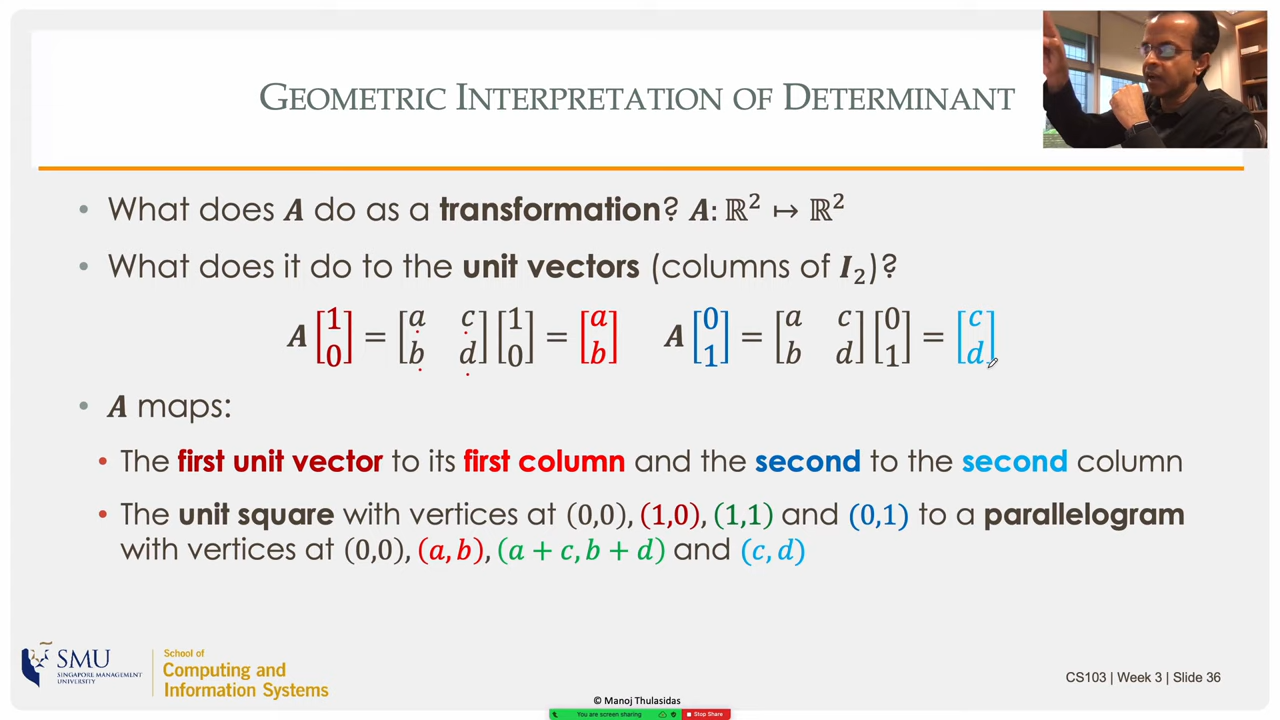 GEOMETRIC INTERPRETATION OF DETERMINANT
• What does A do as a transformation? A: ℝ² ↦ ℝ²
• What does it do to the unit vectors (columns of I₂)?
A [1 0] = [a c b d] [1 0] = [a b] A [0 1] = [a c b d] [0 1] = [c d]
• A maps:
• The first unit vector to its first column and the second to the second column
• The unit square with vertices at (0,0), (1,0), (1,1) and (0,1) to a parallelogram
with vertices at (0,0), (a, b), (a + c, b + d) and (c, d)
SMU
SINGAPORE MANAGEMENT
UNIVERSITY
School of
Computing and
Information Systems
CS103 | Week 3 | Slide 36
© Manoj Thulasidas
You are screen sharing
Stop Share